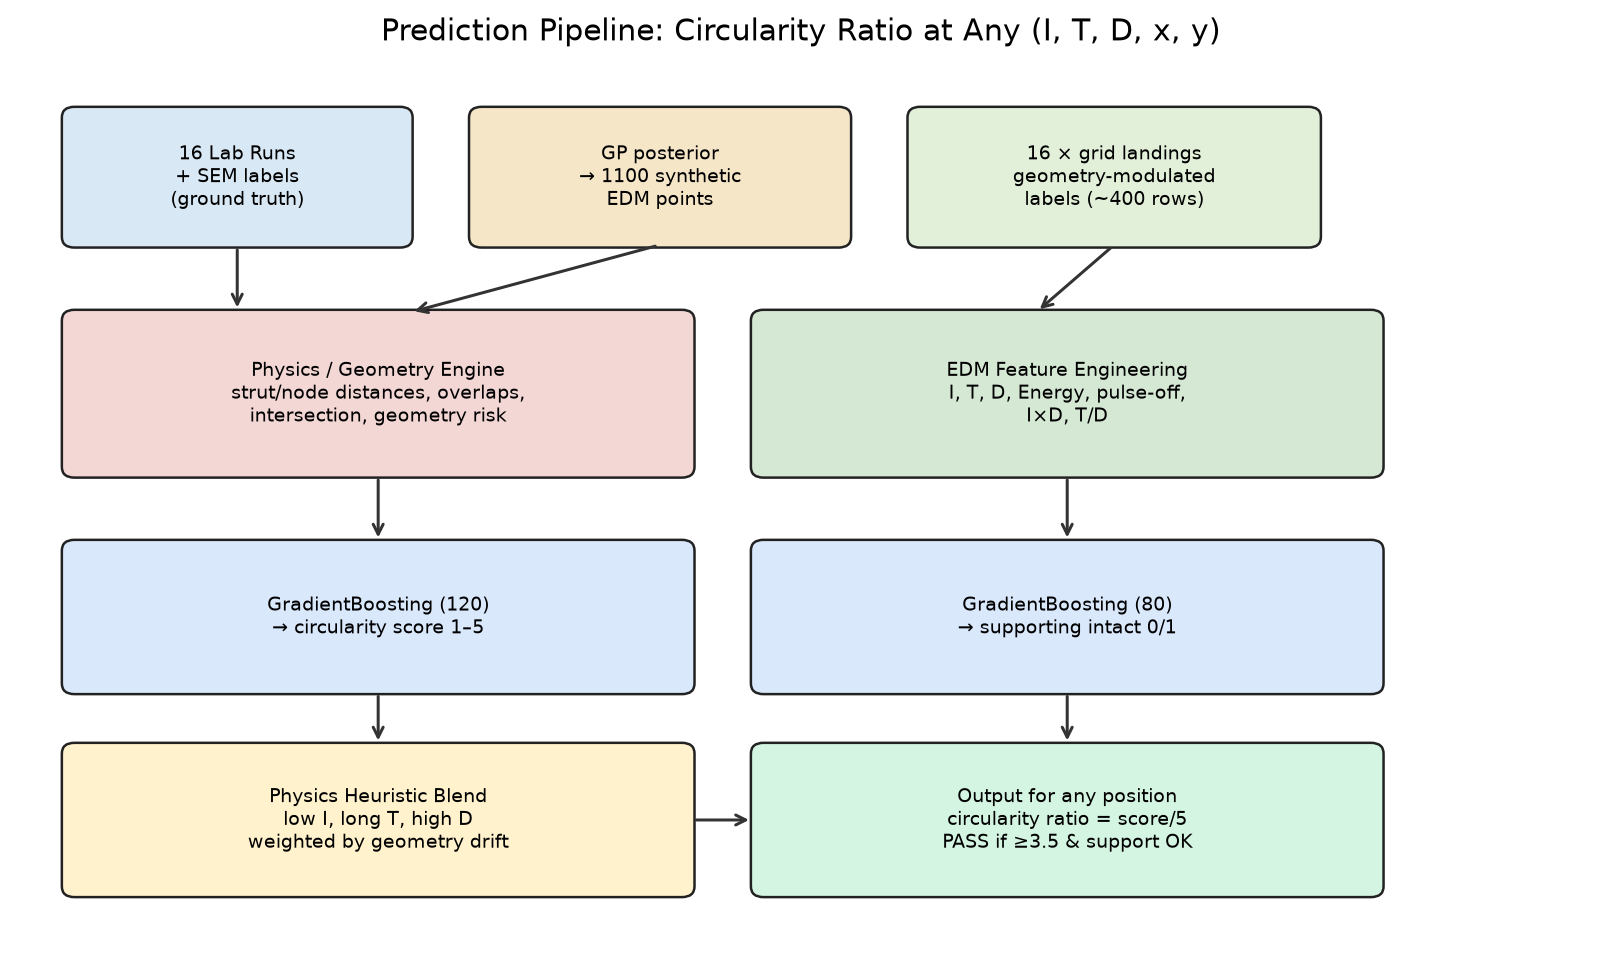 Prediction Pipeline: Circularity Ratio at Any (I, T, D, x, y)
16 Lab Runs
+ SEM labels
(ground truth)
GP posterior
→ 1100 synthetic
EDM points
16 × grid landings
geometry-modulated
labels (~400 rows)
Physics / Geometry Engine
strut/node distances, overlaps,
intersection, geometry risk
EDM Feature Engineering
I, T, D, Energy, pulse-off,
I×D, T/D
GradientBoosting (120)
→ circularity score 1–5
GradientBoosting (80)
→ supporting intact 0/1
Physics Heuristic Blend
low I, long T, high D
weighted by geometry drift
Output for any position
circularity ratio = score/5
PASS if ≥3.5 & support OK